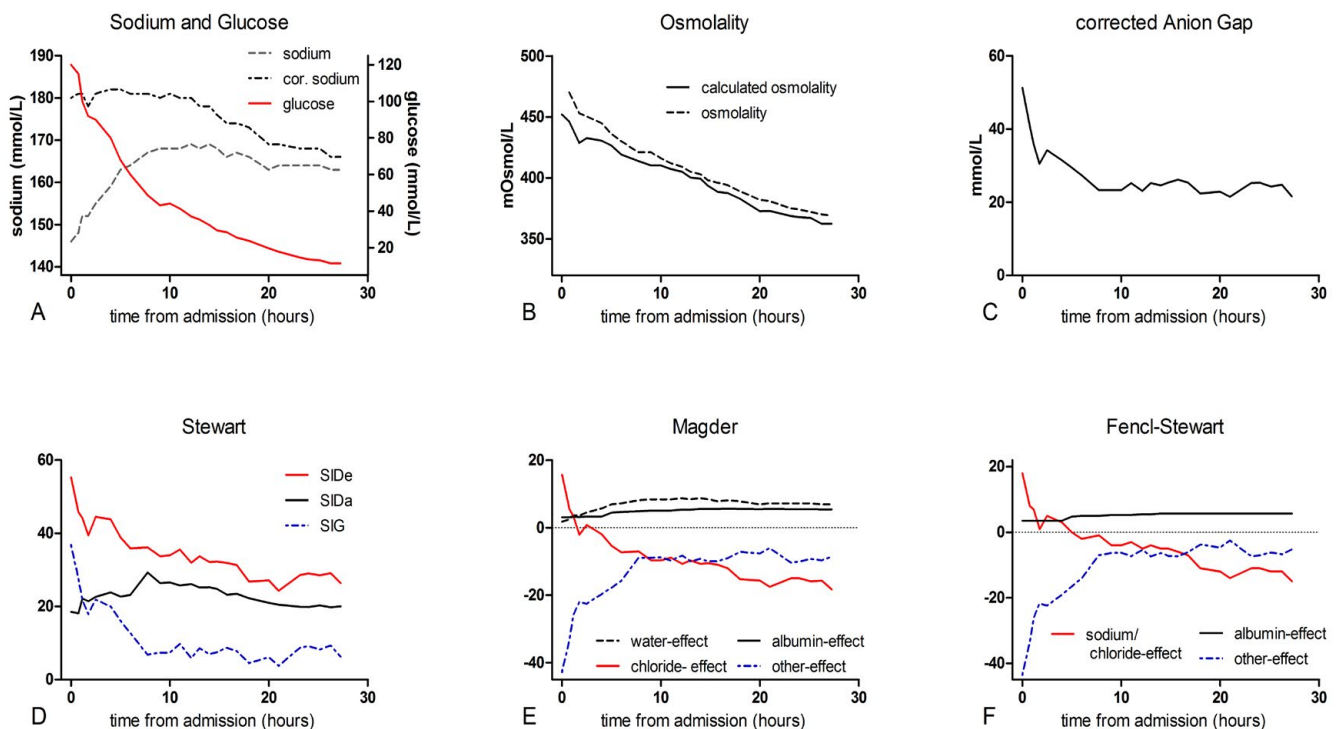 Sodium and Glucose
190
180
170
160
150
140
sodium (mmol/L)
sodium
cor. sodium
glucose
120
100
80
60
40
20
glucose (mmol/L)
0 10 20 30
time from admission (hours)
A
Osmolality
500
450
400
350
mOsmol/L
calculated osmolality
osmolality
0 10 20 30
time from admission (hours)
B
corrected Anion Gap
60
40
20
0
mmol/L
0 10 20 30
time from admission (hours)
C
Stewart
60
40
20
0
SIDe
SIDa
SIG
0 10 20 30
time from admission (hours)
D
Magder
20
0
-20
-40
water-effect albumin-effect
chloride- effect other-effect
0 10 20 30
time from admission (hours)
E
Fencl-Stewart
20
0
-20
-40
sodium/ albumin-effect
chloride-effect other-effect
0 10 20 30
time from admission (hours)
F